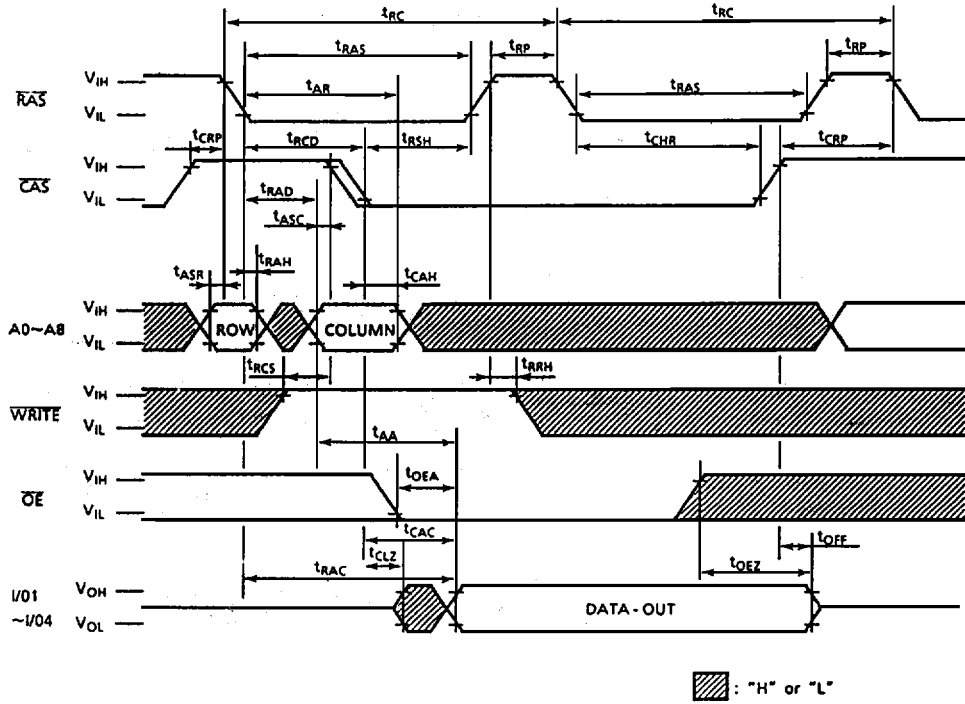 tRC tRC
tRAS tRP tRP
VIH tAR tRAS
RAS
VIL
tCRP tRCD tRSH tCHR tCRP
VIH
CAS
VIL tRAD
tASC
tASR tRAH tCAH
VIH
A0~A8 ROW COLUMN
VIL
tRCS tRRH
VIH
WRITE
VIL
tAA
VIH tOEA
OE
VIL
tCAC tOFF
tCLZ tOEZ
tRAC
I/01 VOH
DATA-OUT
~I/04 VOL
: "H" or "L"